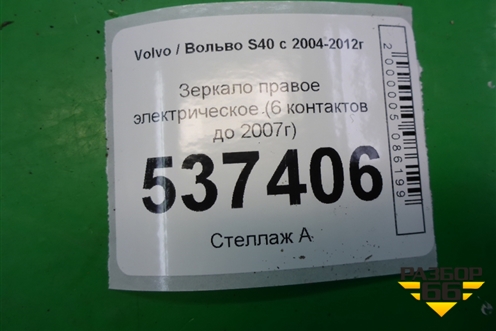 Volvo / Вольво S40 с 2004-2012г
Зеркало правое
электрическое (6 контактов
до 2007г)
537406
Стеллаж А
2000005086199
РАЗБОР
66